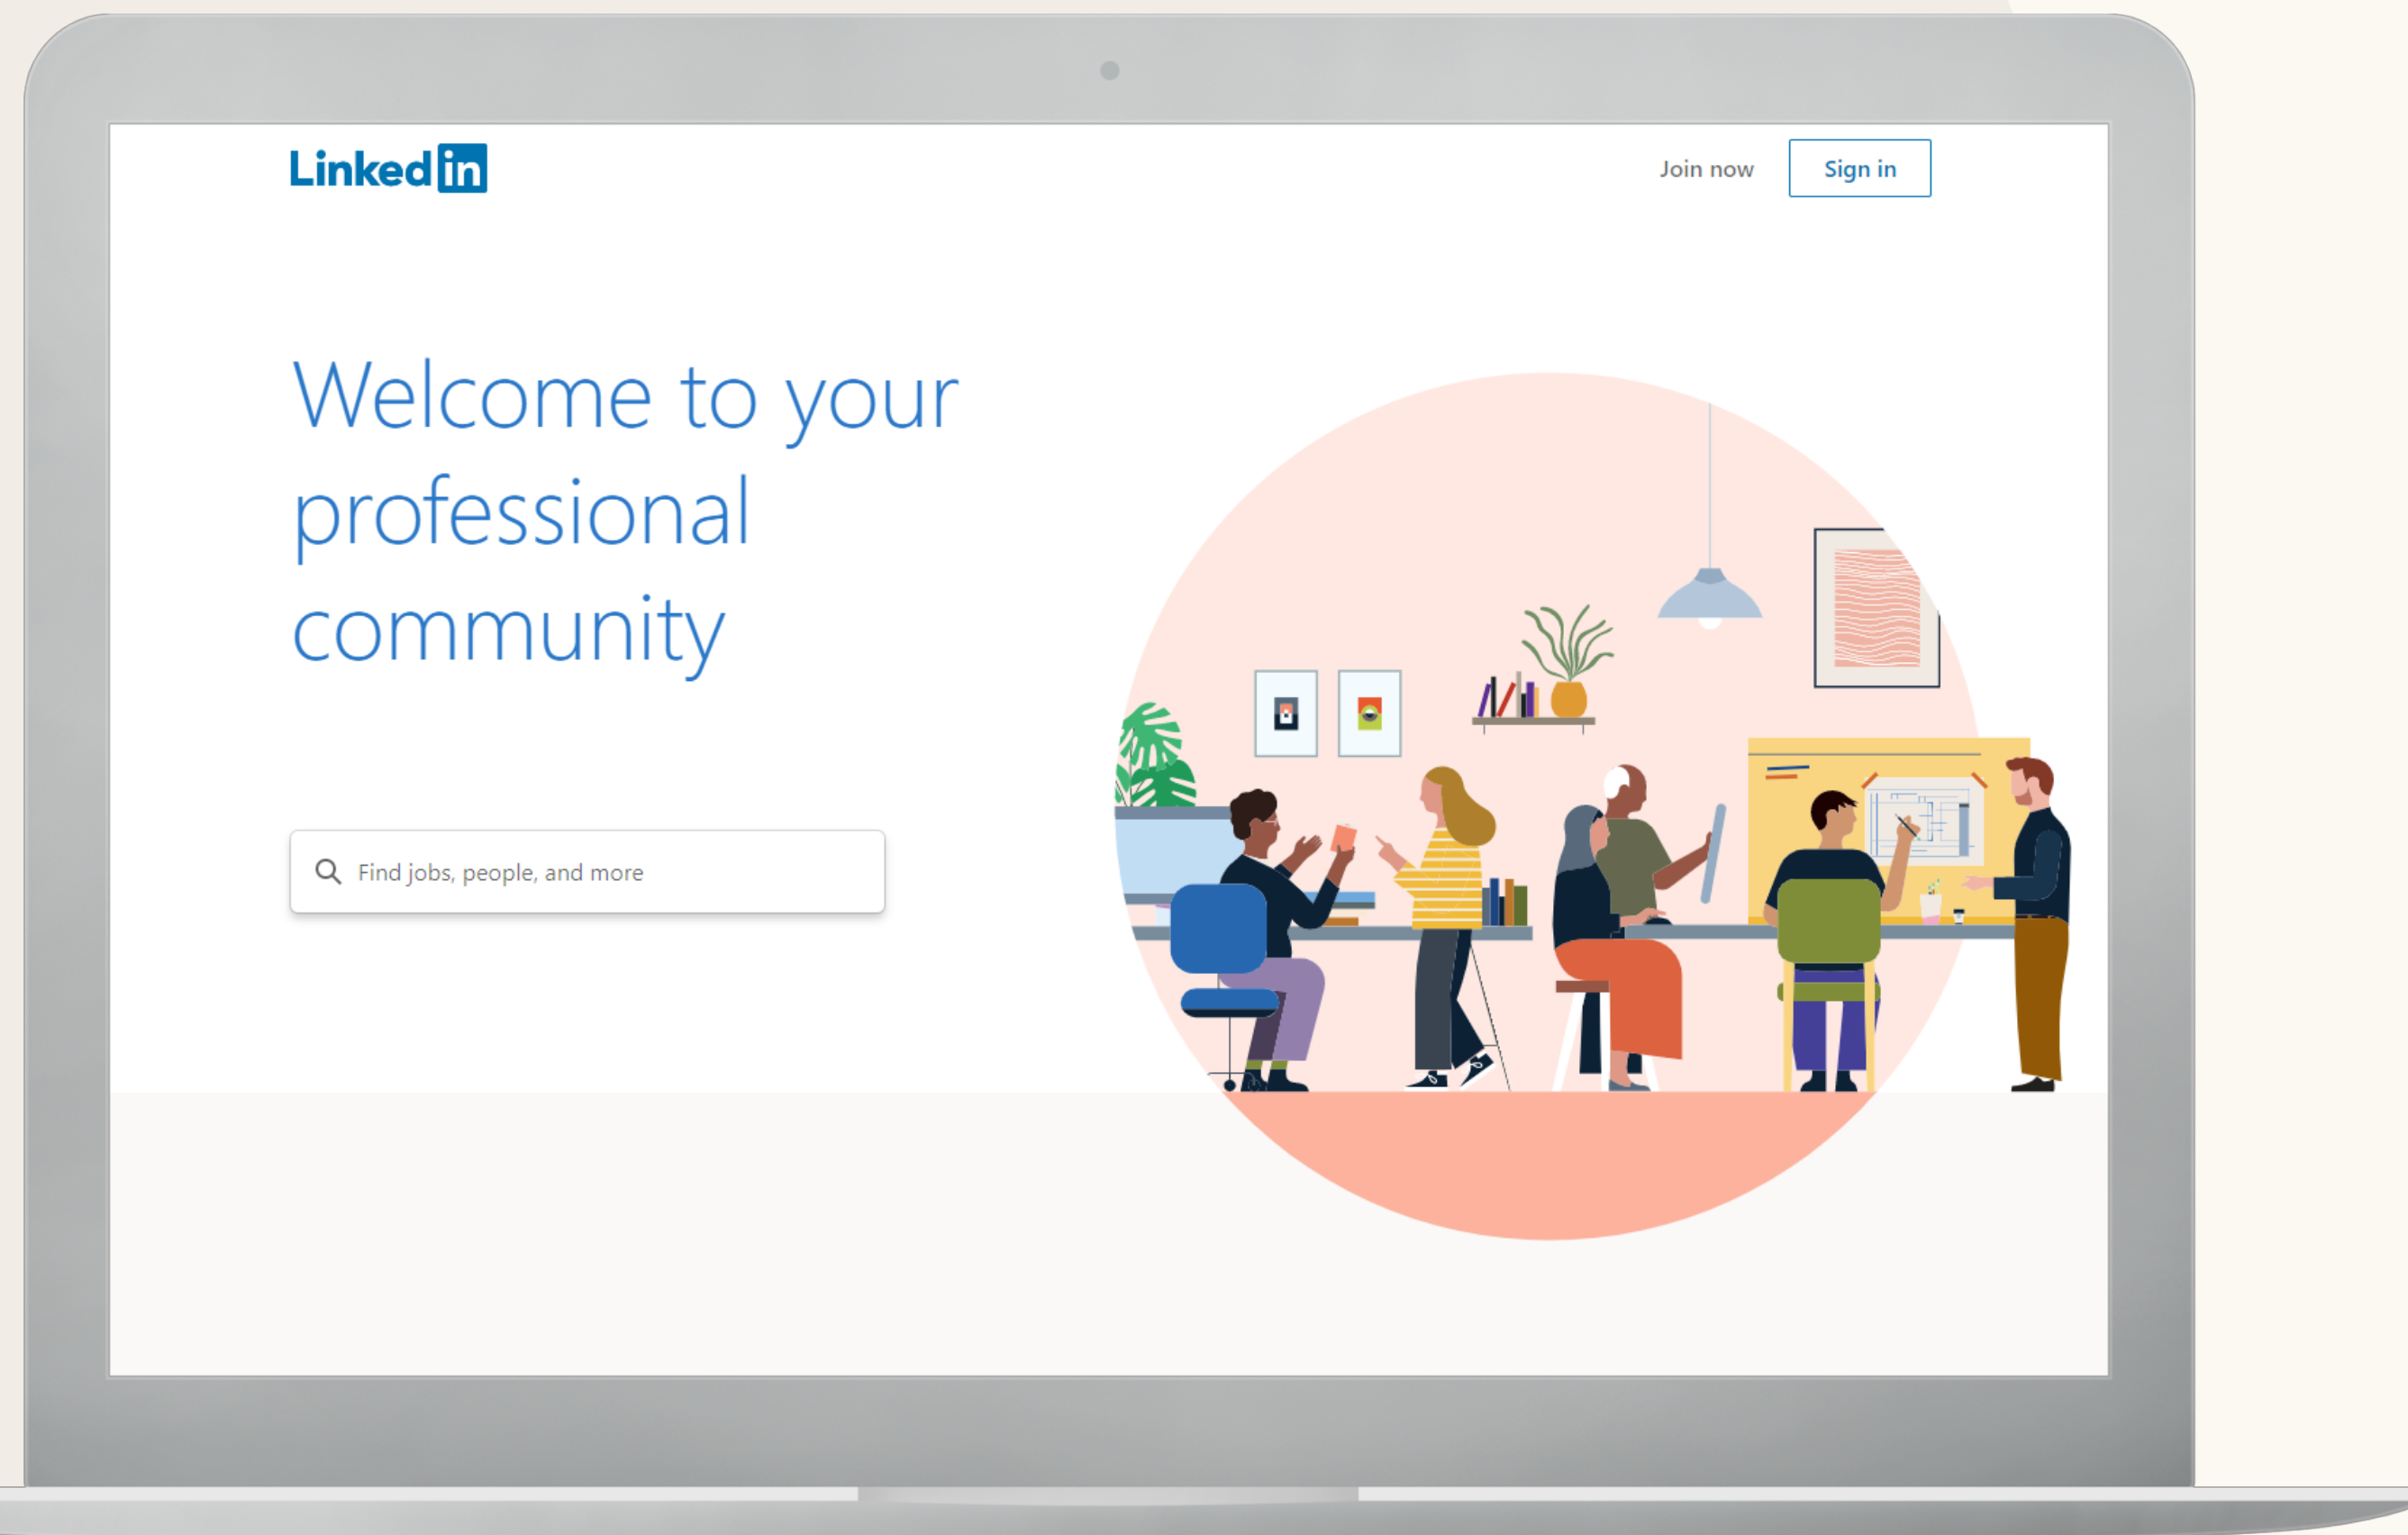 Linkedin
Join now
Sign in
Welcome to your
professional
community
Find jobs, people, and more